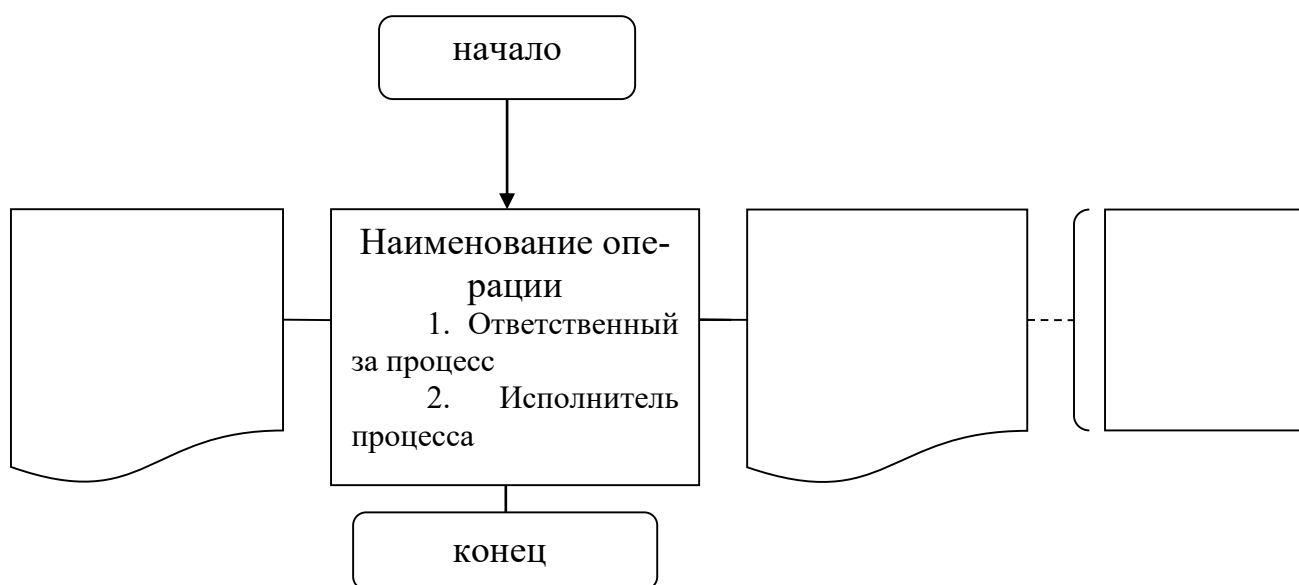 начало
Наименование опе-
рации
1. Ответственный
за процесс
2. Исполнитель
процесса
конец